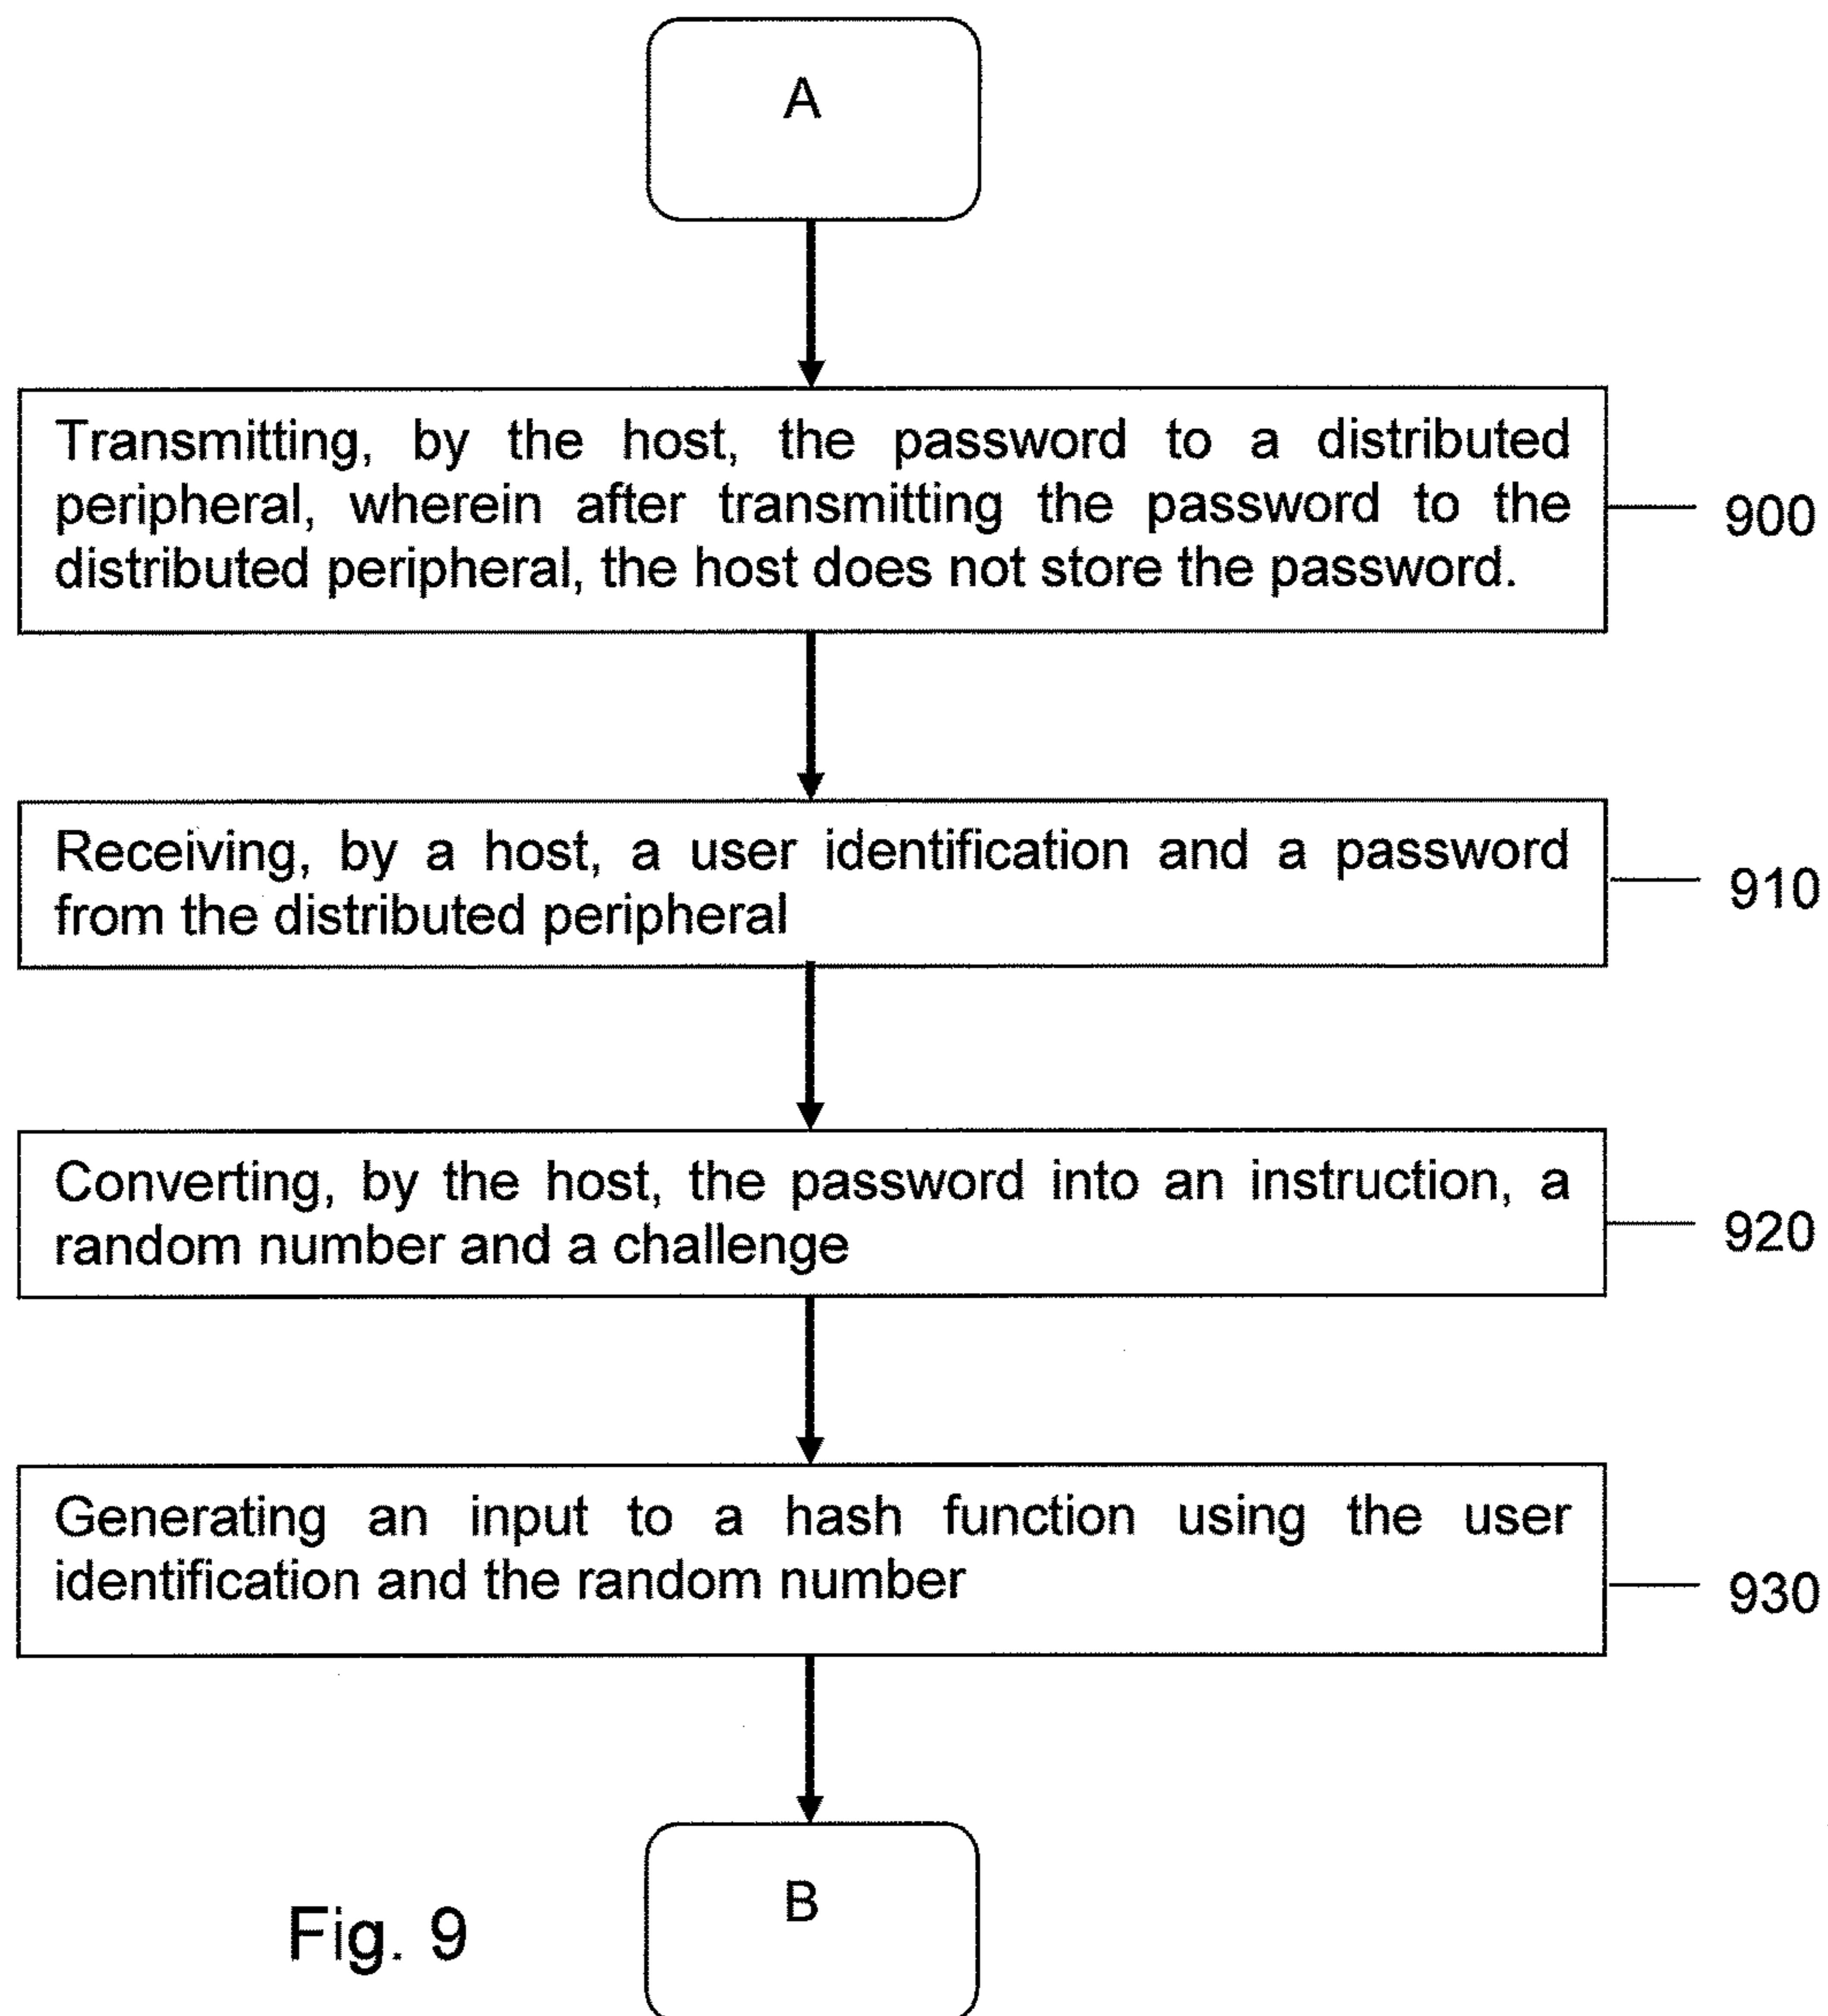 A
Transmitting, by the host, the password to a distributed
peripheral, wherein after transmitting the password to the
distributed peripheral, the host does not store the password.
900
Receiving, by a host, a user identification and a password
from the distributed peripheral
910
Converting, by the host, the password into an instruction, a
random number and a challenge
920
Generating an input to a hash function using the user
identification and the random number
930
B
Fig. 9